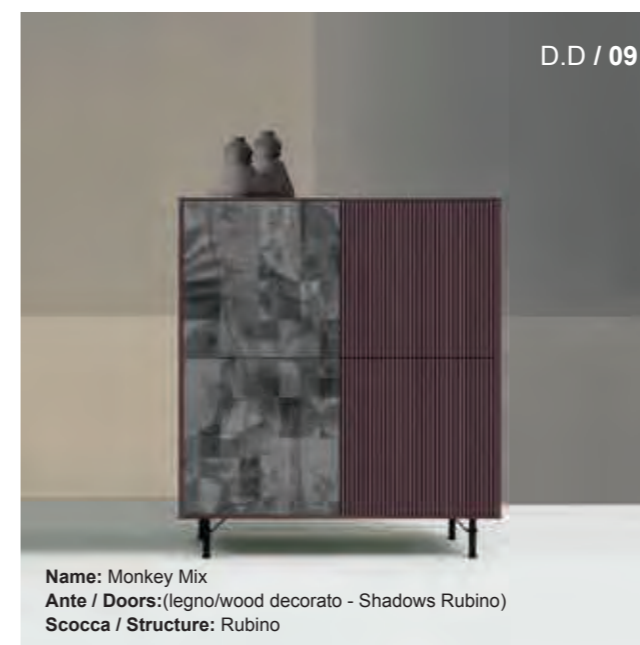 D.D / 09
Name: Monkey Mix
Ante / Doors:(legno/wood decorato - Shadows Rubino)
Scocca / Structure: Rubino